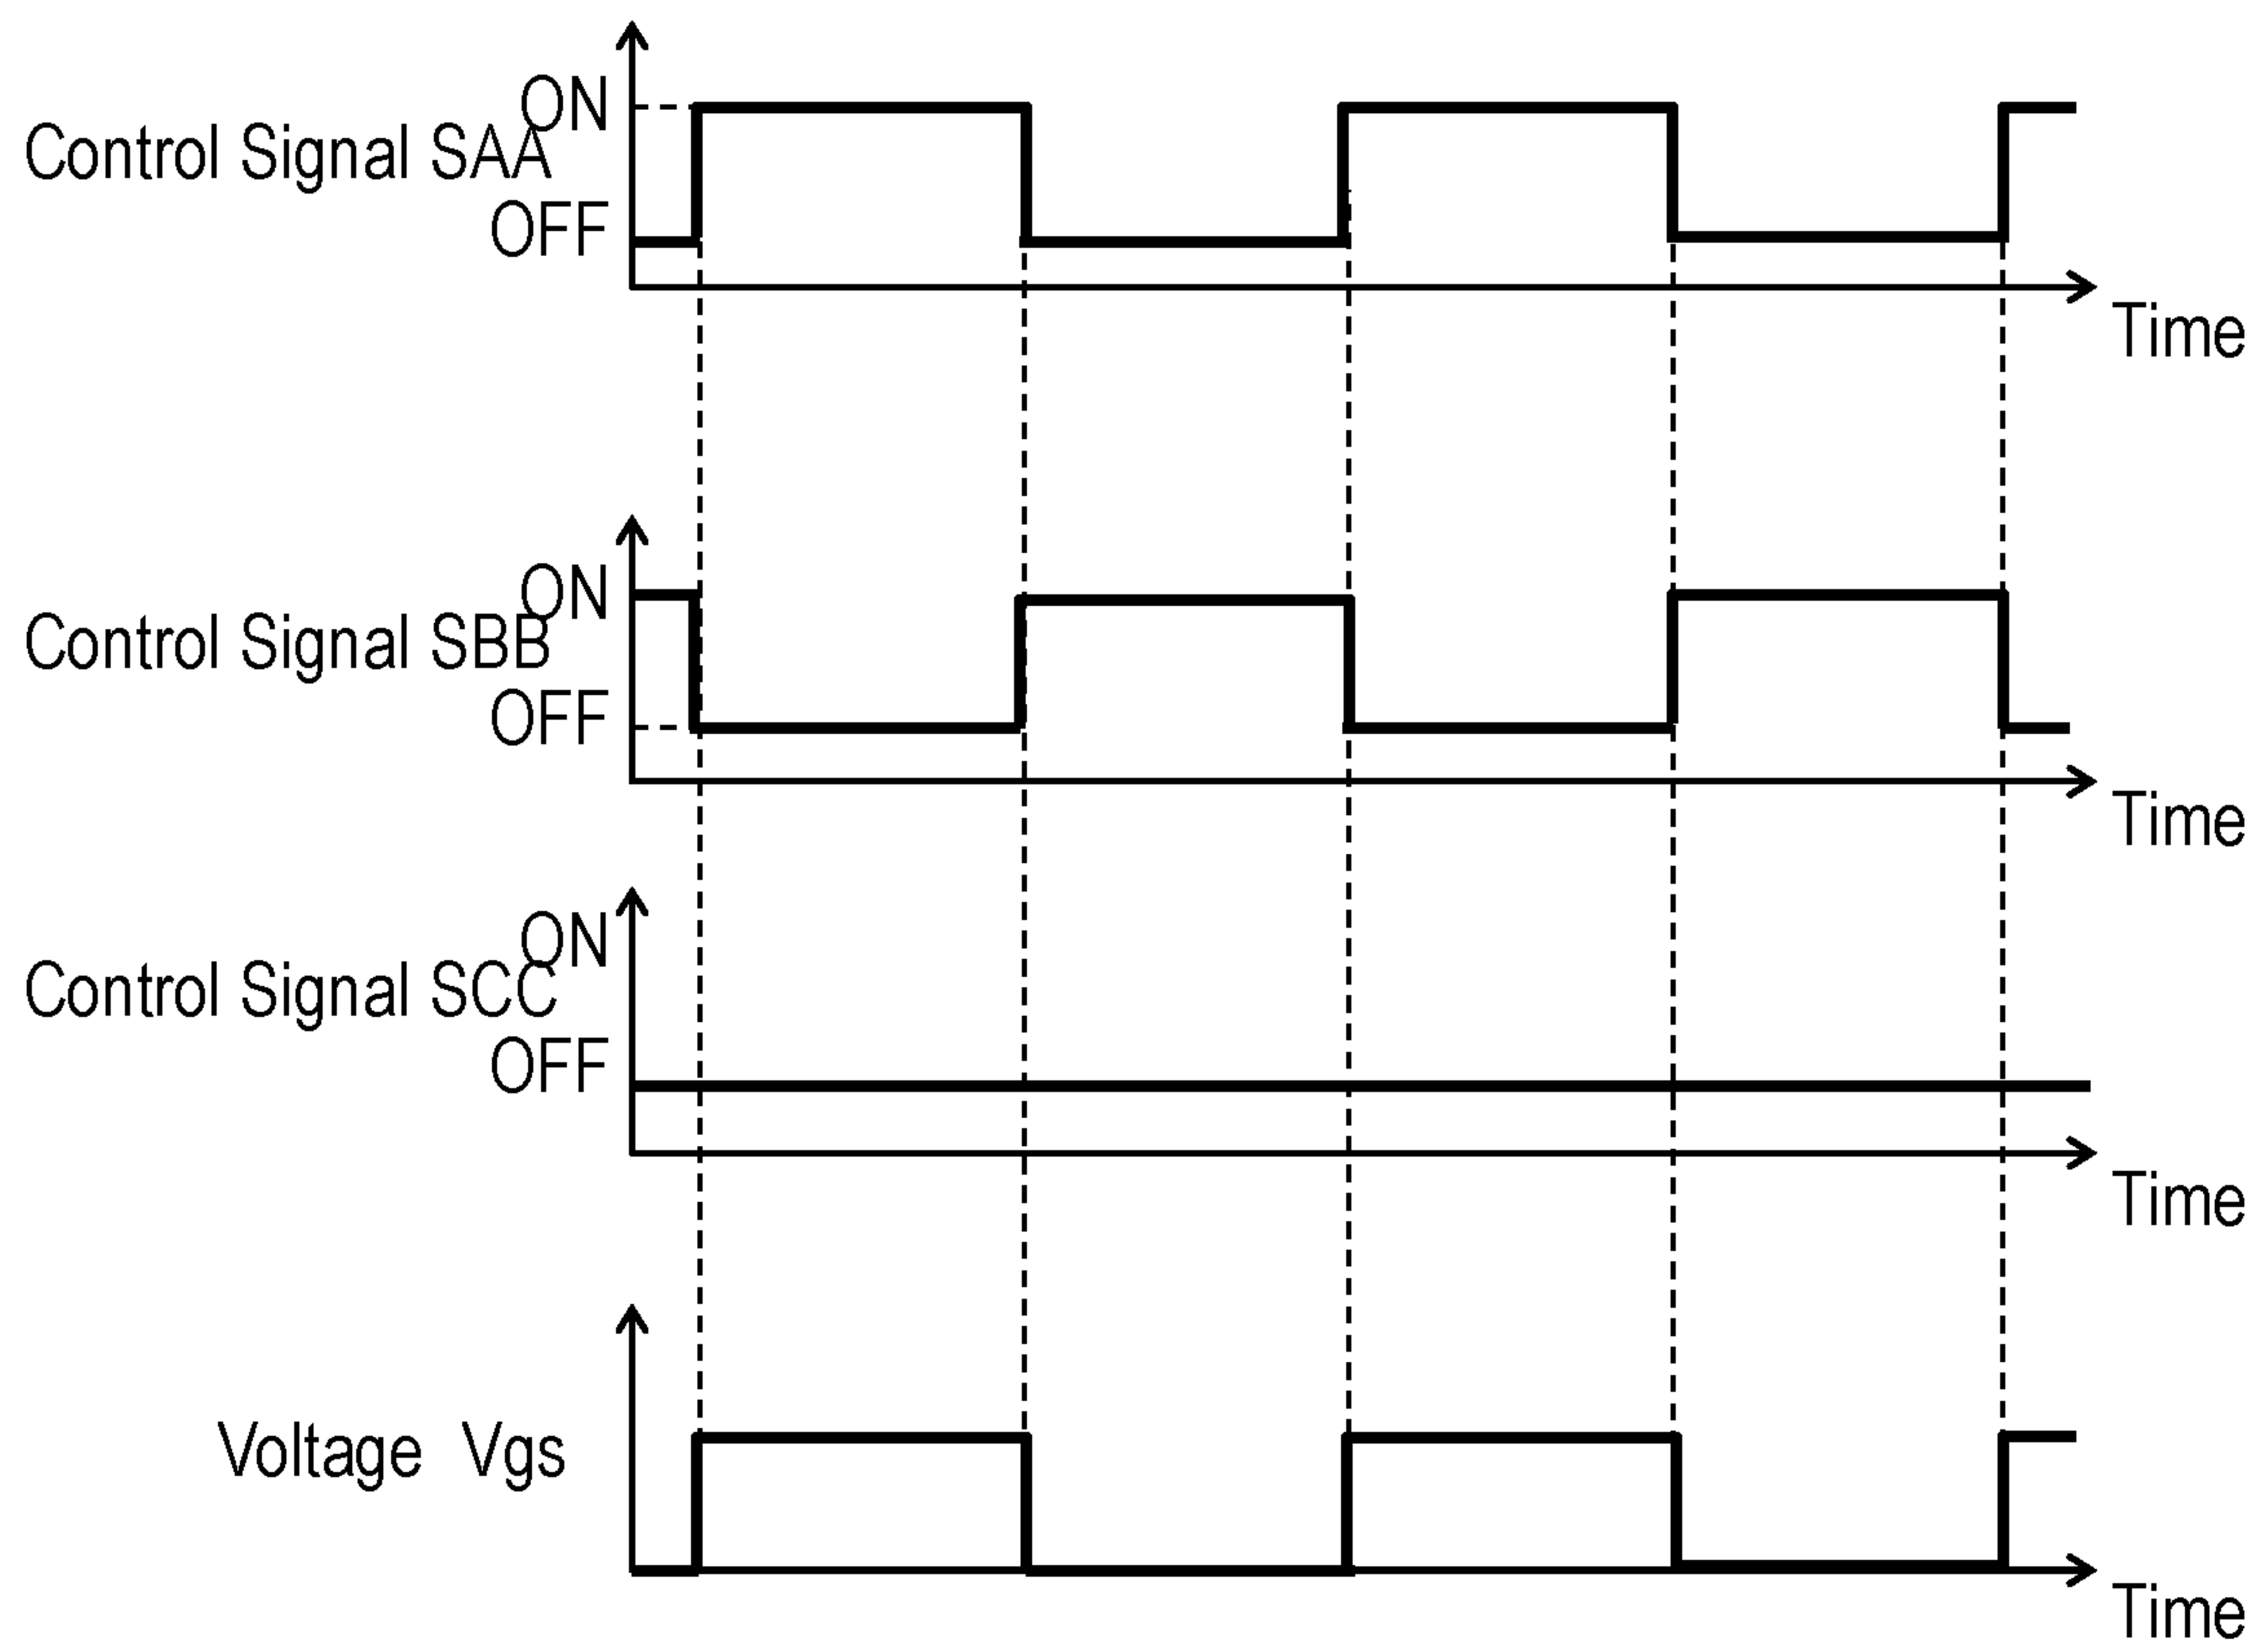 ON
Control Signal SAA
OFF
Time
ON
Control Signal SBB
OFF
Time
ON
Control Signal SCC
OFF
Time
Voltage Vgs
Time